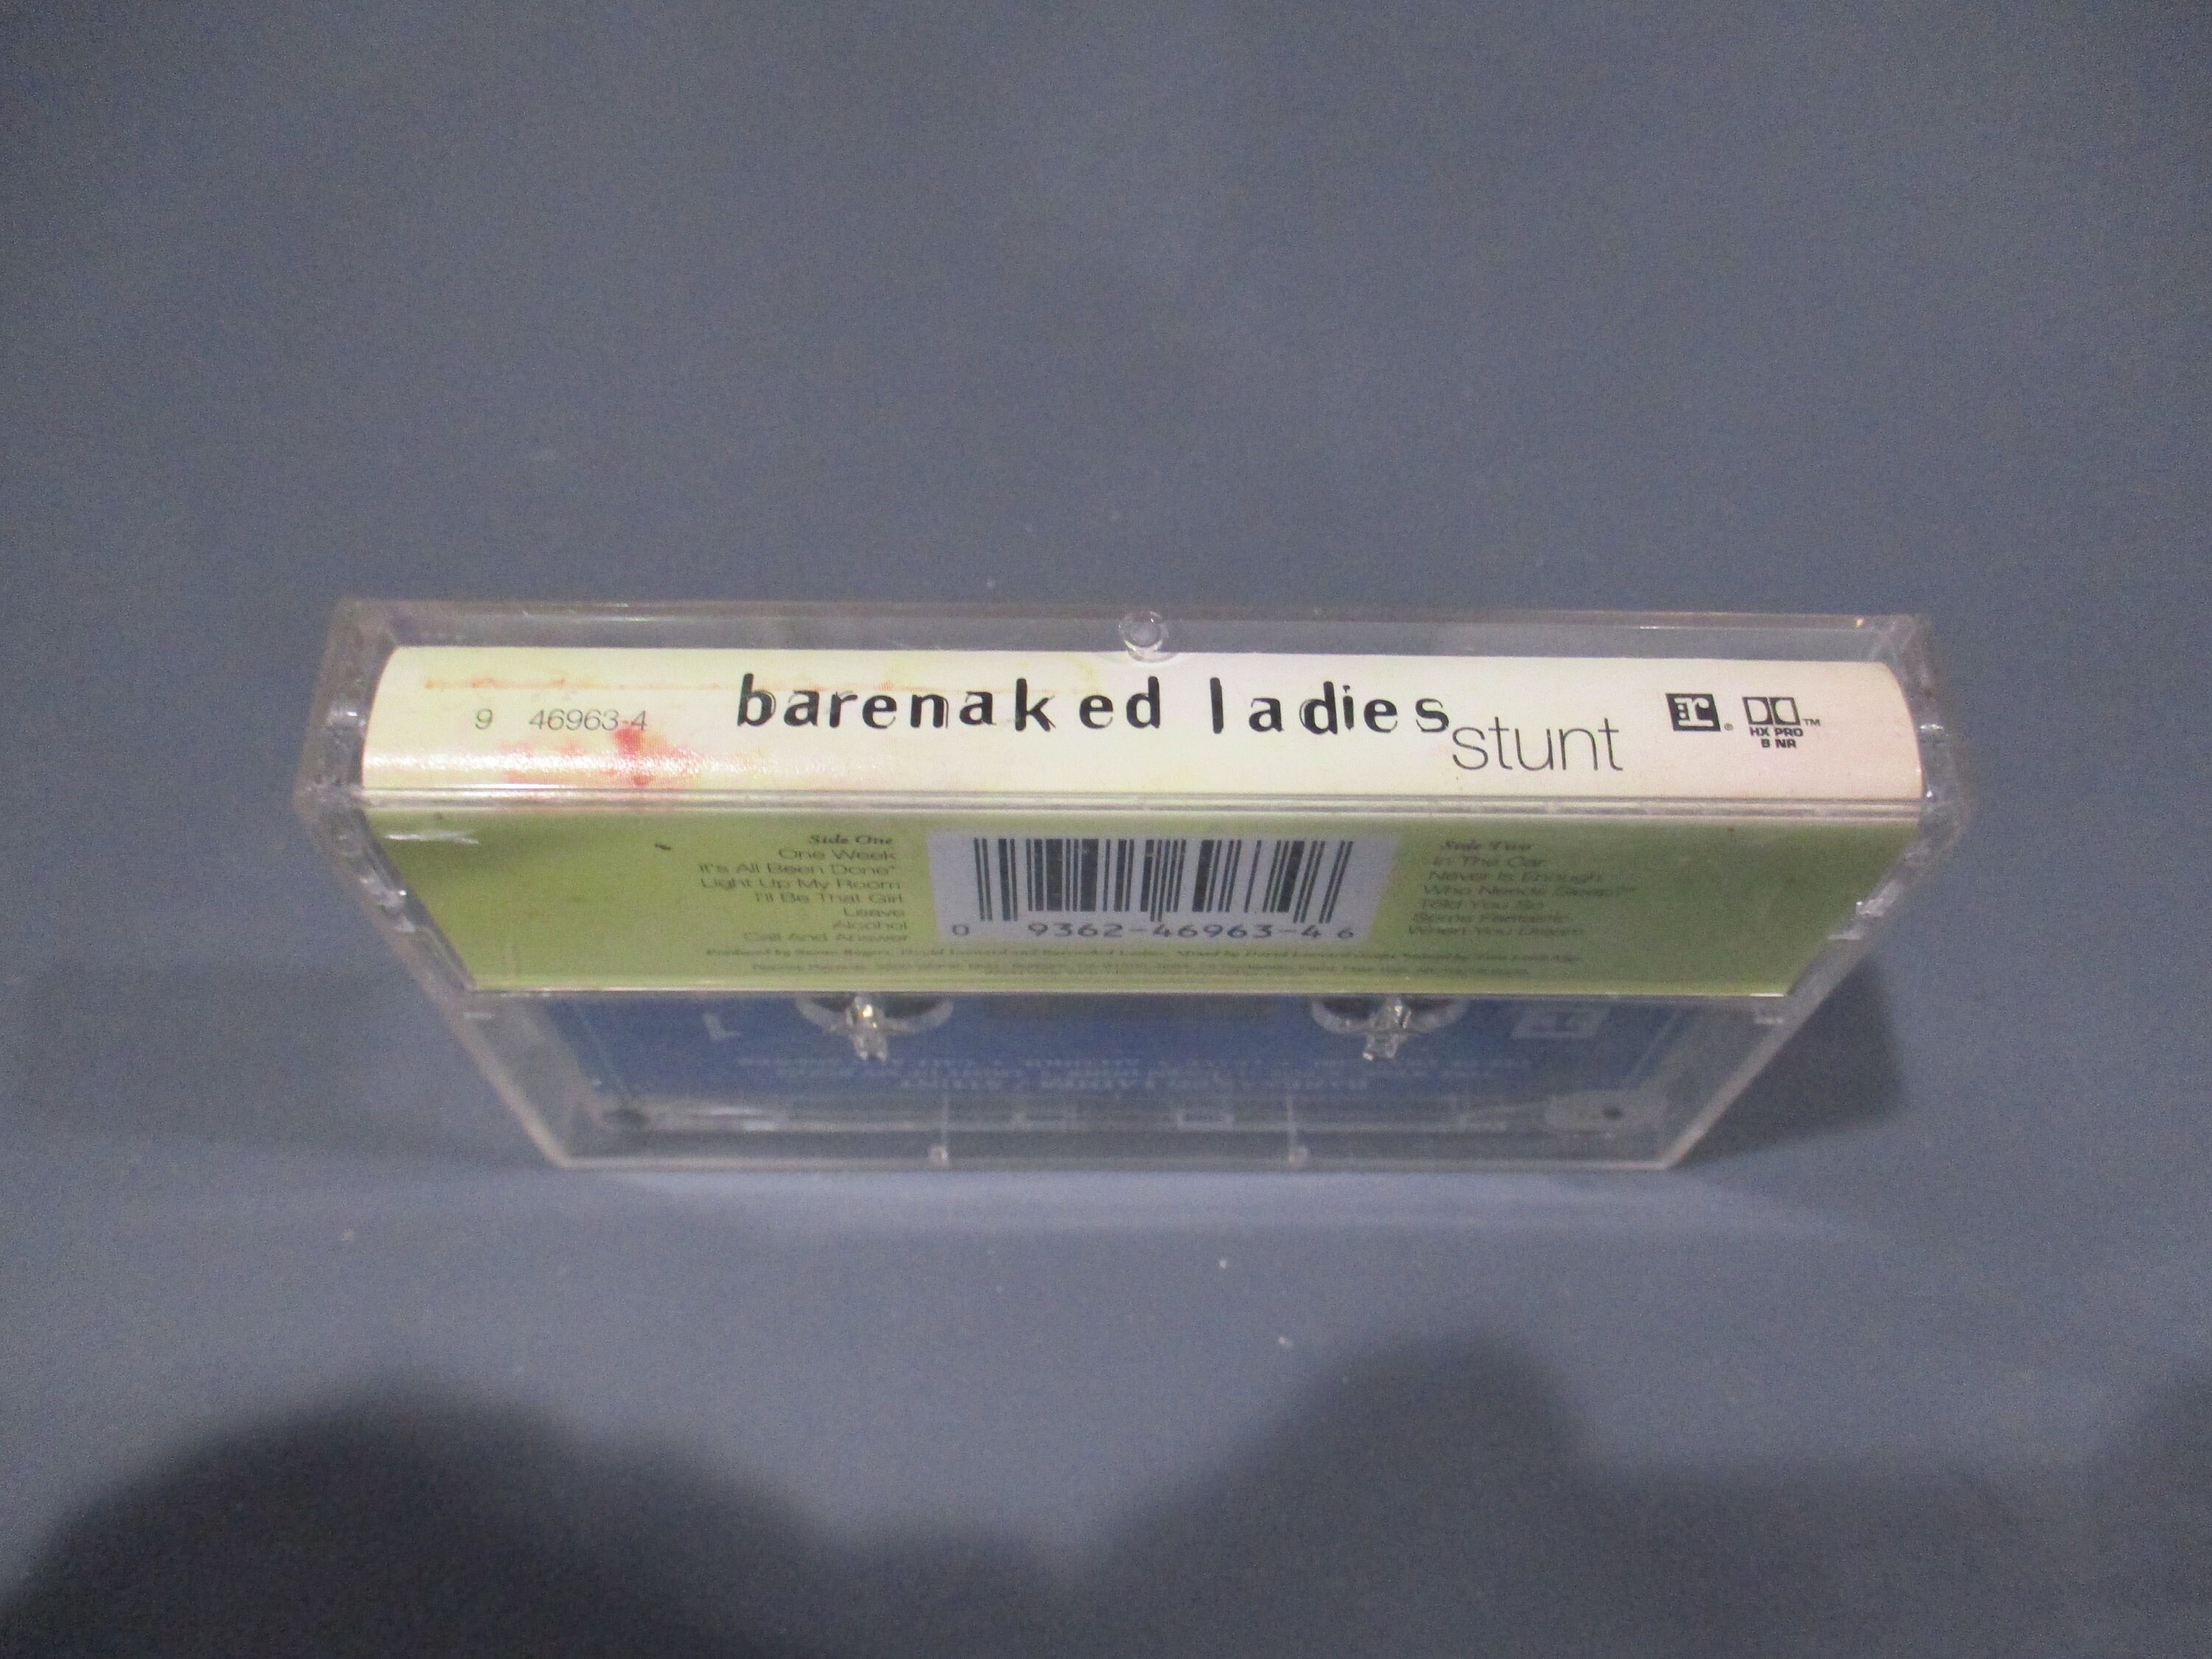 9 46963-4
barenaked ladies
stunt
r ®
™
HX PRO
B NR
Side One
One Week
It's All Been Done*
Light Up My Room
I'll Be That Girl
Leave
Alcohol
Call And Answer
0 9362-46963-4 6
Side Two
In The Car
Never Is Enough
Who Needs Sleep?**
Told You So
Some Fantastic
When You Dream